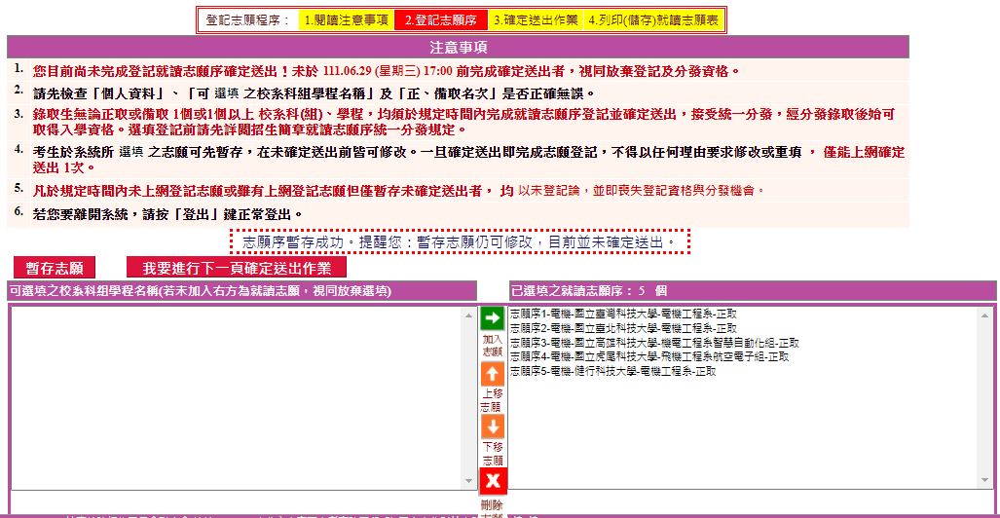 登記志願程序： 1.閱讀注意事項 2.登記志願序 3.確定送出作業 4.列印(儲存)就讀志願表
注意事項
1. 您目前尚未完成登記就讀志願序確定送出！未於 111.06.29 (星期三) 17:00 前完成確定送出者，視同放棄登記及分發資格。
2. 請先檢查「個人資料」、「可 選填 之校系科組學程名稱」及「正、備取名次」是否正確無誤。
3. 錄取生無論正取或備取 1個或1個以上 校系科(組)、學程，均須於規定時間內完成就讀志願序登記並確定送出，接受統一分發，經分發錄取後始可
取得入學資格。選填登記前請先詳閱招生簡章就讀志願序統一分發規定。
4. 考生於系統所 選填 之志願可先暫存，在未確定送出前皆可修改。一旦確定送出即完成志願登記，不得以任何理由要求修改或重填 ， 僅能上網確定
送出 1次。
5. 凡於規定時間內未上網登記志願或雖有上網登記志願但僅暫存未確定送出者， 均 以未登記論，並即喪失登記資格與分發機會。
6. 若您要離開系統，請按「登出」鍵正常登出。
志願序暫存成功。提醒您：暫存志願仍可修改，目前並未確定送出。
暫存志願 我要進行下一頁確定送出作業
可選填之校系科組學程名稱(若未加入右方為就讀志願，視同放棄選填) 已選填之就讀志願序： 5 個
加入
志願
上移
志願
下移
志願
刪除
志願序1-電機-國立臺灣科技大學-電機工程系-正取
志願序2-電機-國立臺北科技大學-電機工程系-正取
志願序3-電機-國立高雄科技大學-機電工程系智慧自動化組-正取
志願序4-電機-國立虎尾科技大學-飛機工程系航空電子組-正取
志願序5-電機-健行科技大學-電機工程系-正取